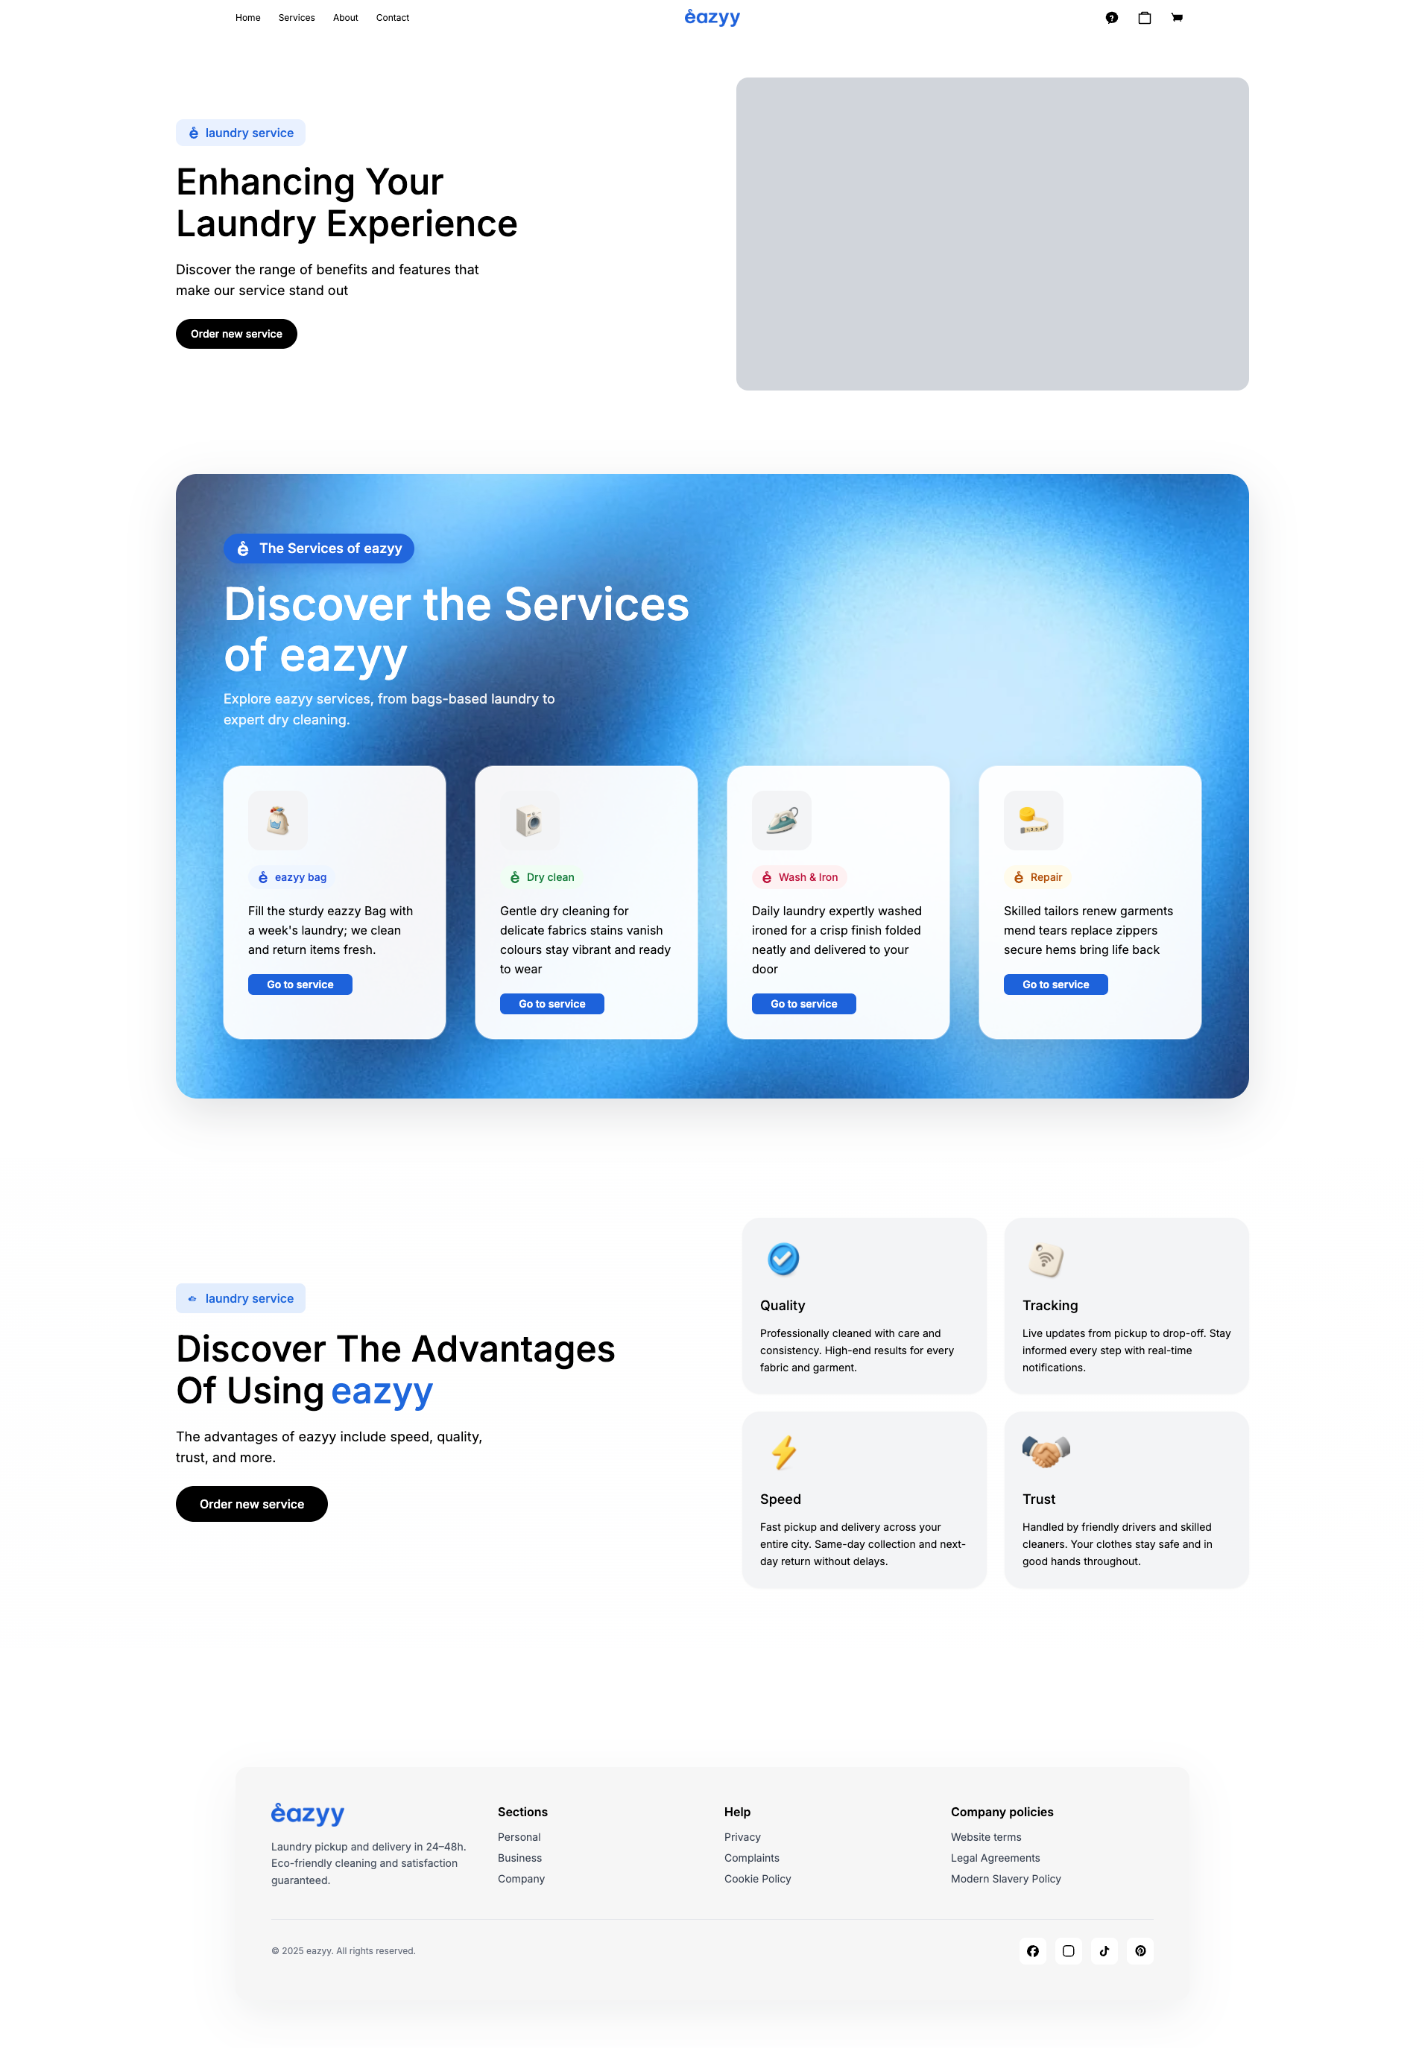 Home Services About Contact
èazyy
laundry service
Enhancing Your
Laundry Experience
Discover the range of benefits and features that
make our service stand out
Order new service
The Services of eazyy
Discover the Services
of eazyy
Explore eazyy services, from bags-based laundry to
expert dry cleaning.
eazyy bag
Fill the sturdy eazzy Bag with
a week's laundry; we clean
and return items fresh.
Go to service
Dry clean
Gentle dry cleaning for
delicate fabrics stains vanish
colours stay vibrant and ready
to wear
Go to service
Wash & Iron
Daily laundry expertly washed
ironed for a crisp finish folded
neatly and delivered to your
door
Go to service
Repair
Skilled tailors renew garments
mend tears replace zippers
secure hems bring life back
Go to service
laundry service
Discover The Advantages
Of Using eazyy
The advantages of eazyy include speed, quality,
trust, and more.
Order new service
Quality
Professionally cleaned with care and
consistency. High-end results for every
fabric and garment.
Tracking
Live updates from pickup to drop-off. Stay
informed every step with real-time
notifications.
Speed
Fast pickup and delivery across your
entire city. Same-day collection and next-
day return without delays.
Trust
Handled by friendly drivers and skilled
cleaners. Your clothes stay safe and in
good hands throughout.
èazyy
Laundry pickup and delivery in 24–48h.
Eco-friendly cleaning and satisfaction
guaranteed.
Sections
Personal
Business
Company
Help
Privacy
Complaints
Cookie Policy
Company policies
Website terms
Legal Agreements
Modern Slavery Policy
© 2025 eazyy. All rights reserved.